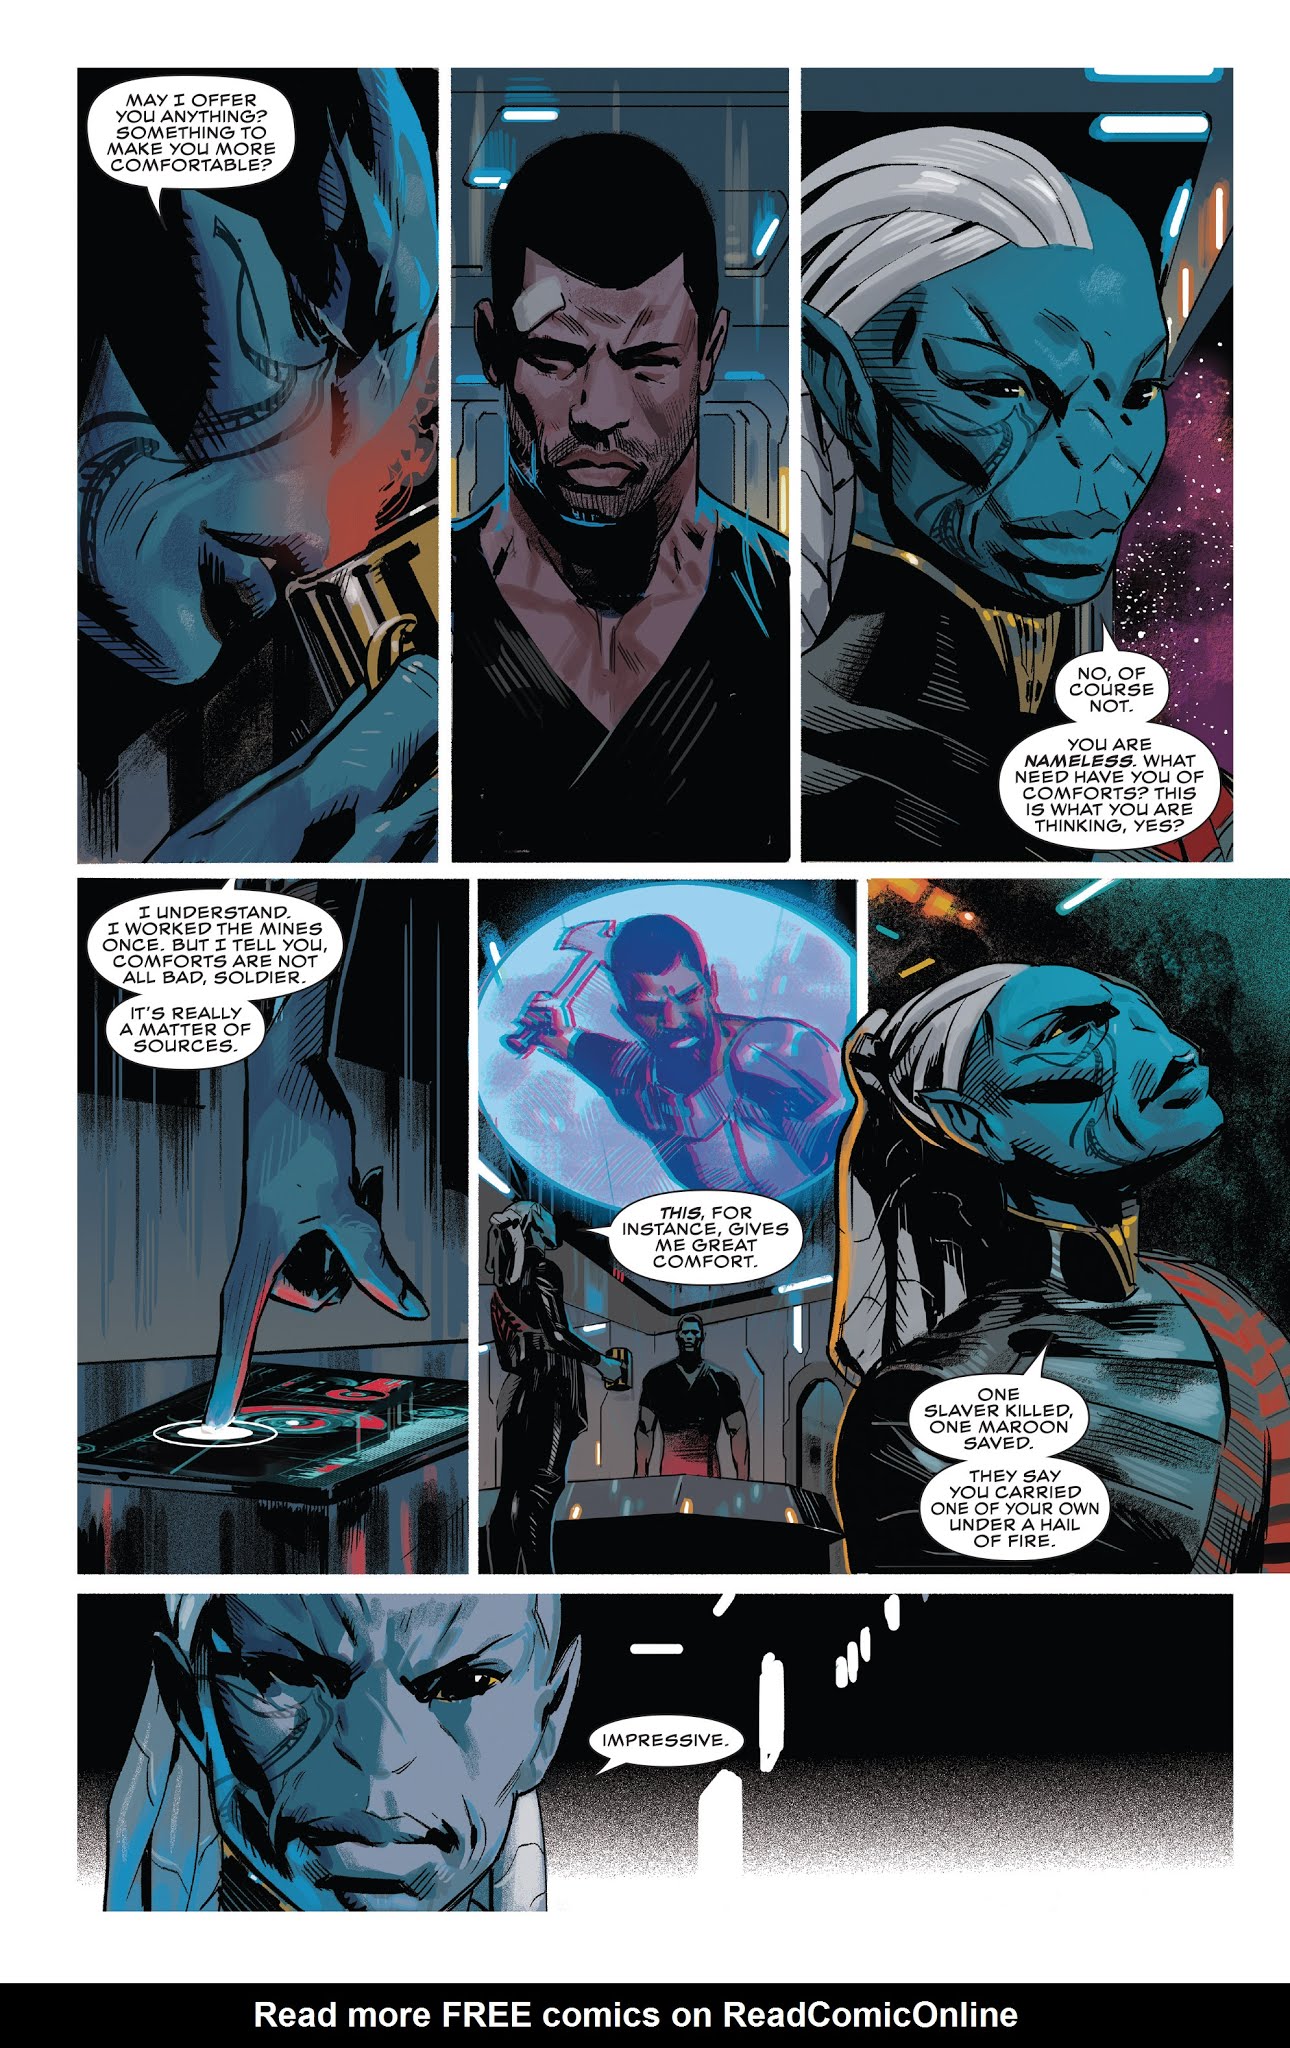 MAY I OFFER
YOU ANYTHING?
SOMETHING TO
MAKE YOU MORE
COMFORTABLE?
NO, OF
COURSE
NOT.
YOU ARE
NAMELESS. WHAT
NEED HAVE YOU OF
COMFORTS? THIS
IS WHAT YOU ARE
THINKING, YES?
I UNDERSTAND.
I WORKED THE MINES
ONCE. BUT I TELL YOU,
COMFORTS ARE NOT
ALL BAD, SOLDIER.
IT'S REALLY
A MATTER OF
SOURCES.
THIS, FOR
INSTANCE, GIVES
ME GREAT
COMFORT.
ONE
SLAVER KILLED,
ONE MAROON
SAVED.
THEY SAY
YOU CARRIED
ONE OF YOUR OWN
UNDER A HAIL
OF FIRE.
IMPRESSIVE.
Read more FREE comics on ReadComicOnline